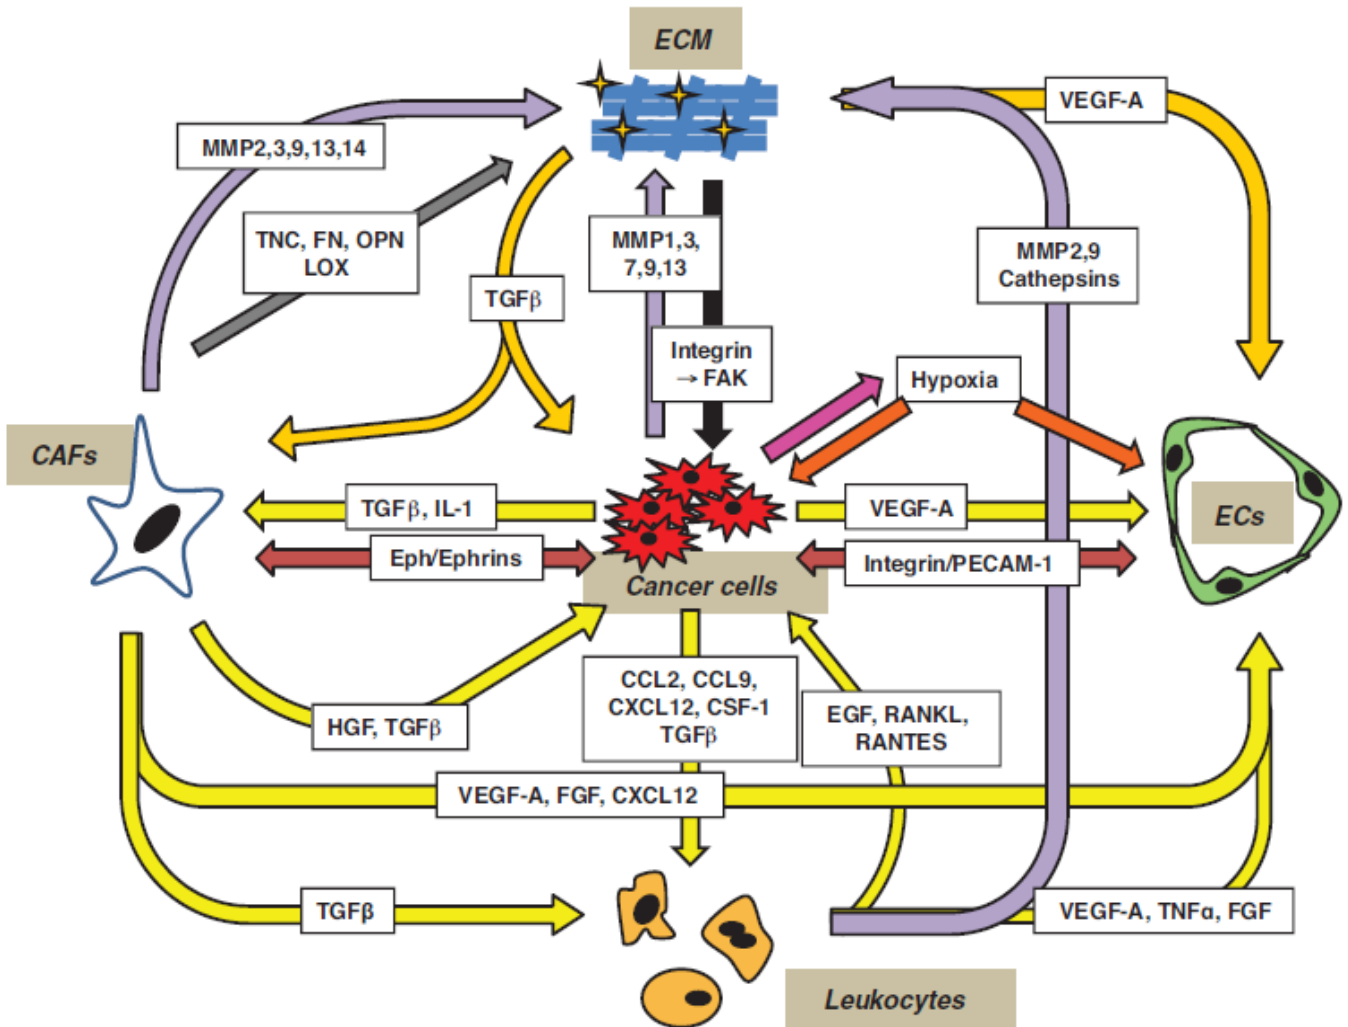 ECM
VEGF-A
MMP2,3,9,13,14
TNC, FN, OPN
LOX
MMP1,3,
7,9,13
MMP2,9
Cathepsins
TGFβ
Integrin
→ FAK
Hypoxia
CAFs
TGFβ, IL-1
VEGF-A
ECs
Eph/Ephrins
Integrin/PECAM-1
Cancer cells
CCL2, CCL9,
CXCL12, CSF-1
TGFβ
EGF, RANKL,
RANTES
HGF, TGFβ
VEGF-A, FGF, CXCL12
TGFβ
VEGF-A, TNFα, FGF
Leukocytes